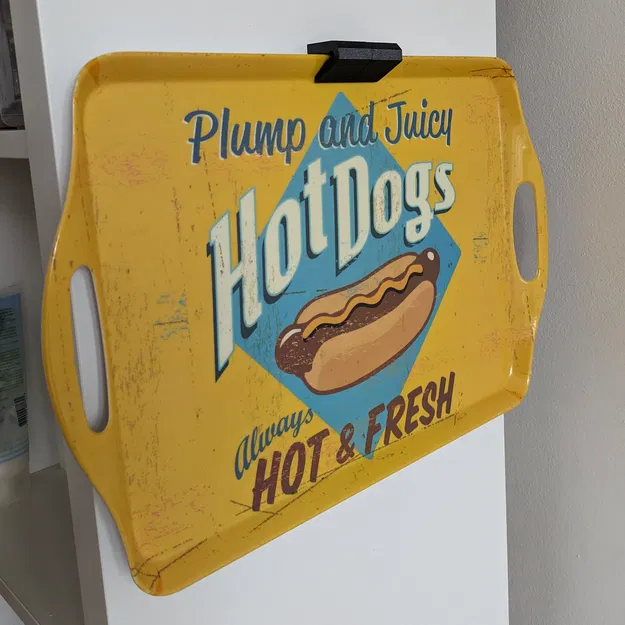 Plump and Juicy
Hot Dogs
Always
HOT & FRESH